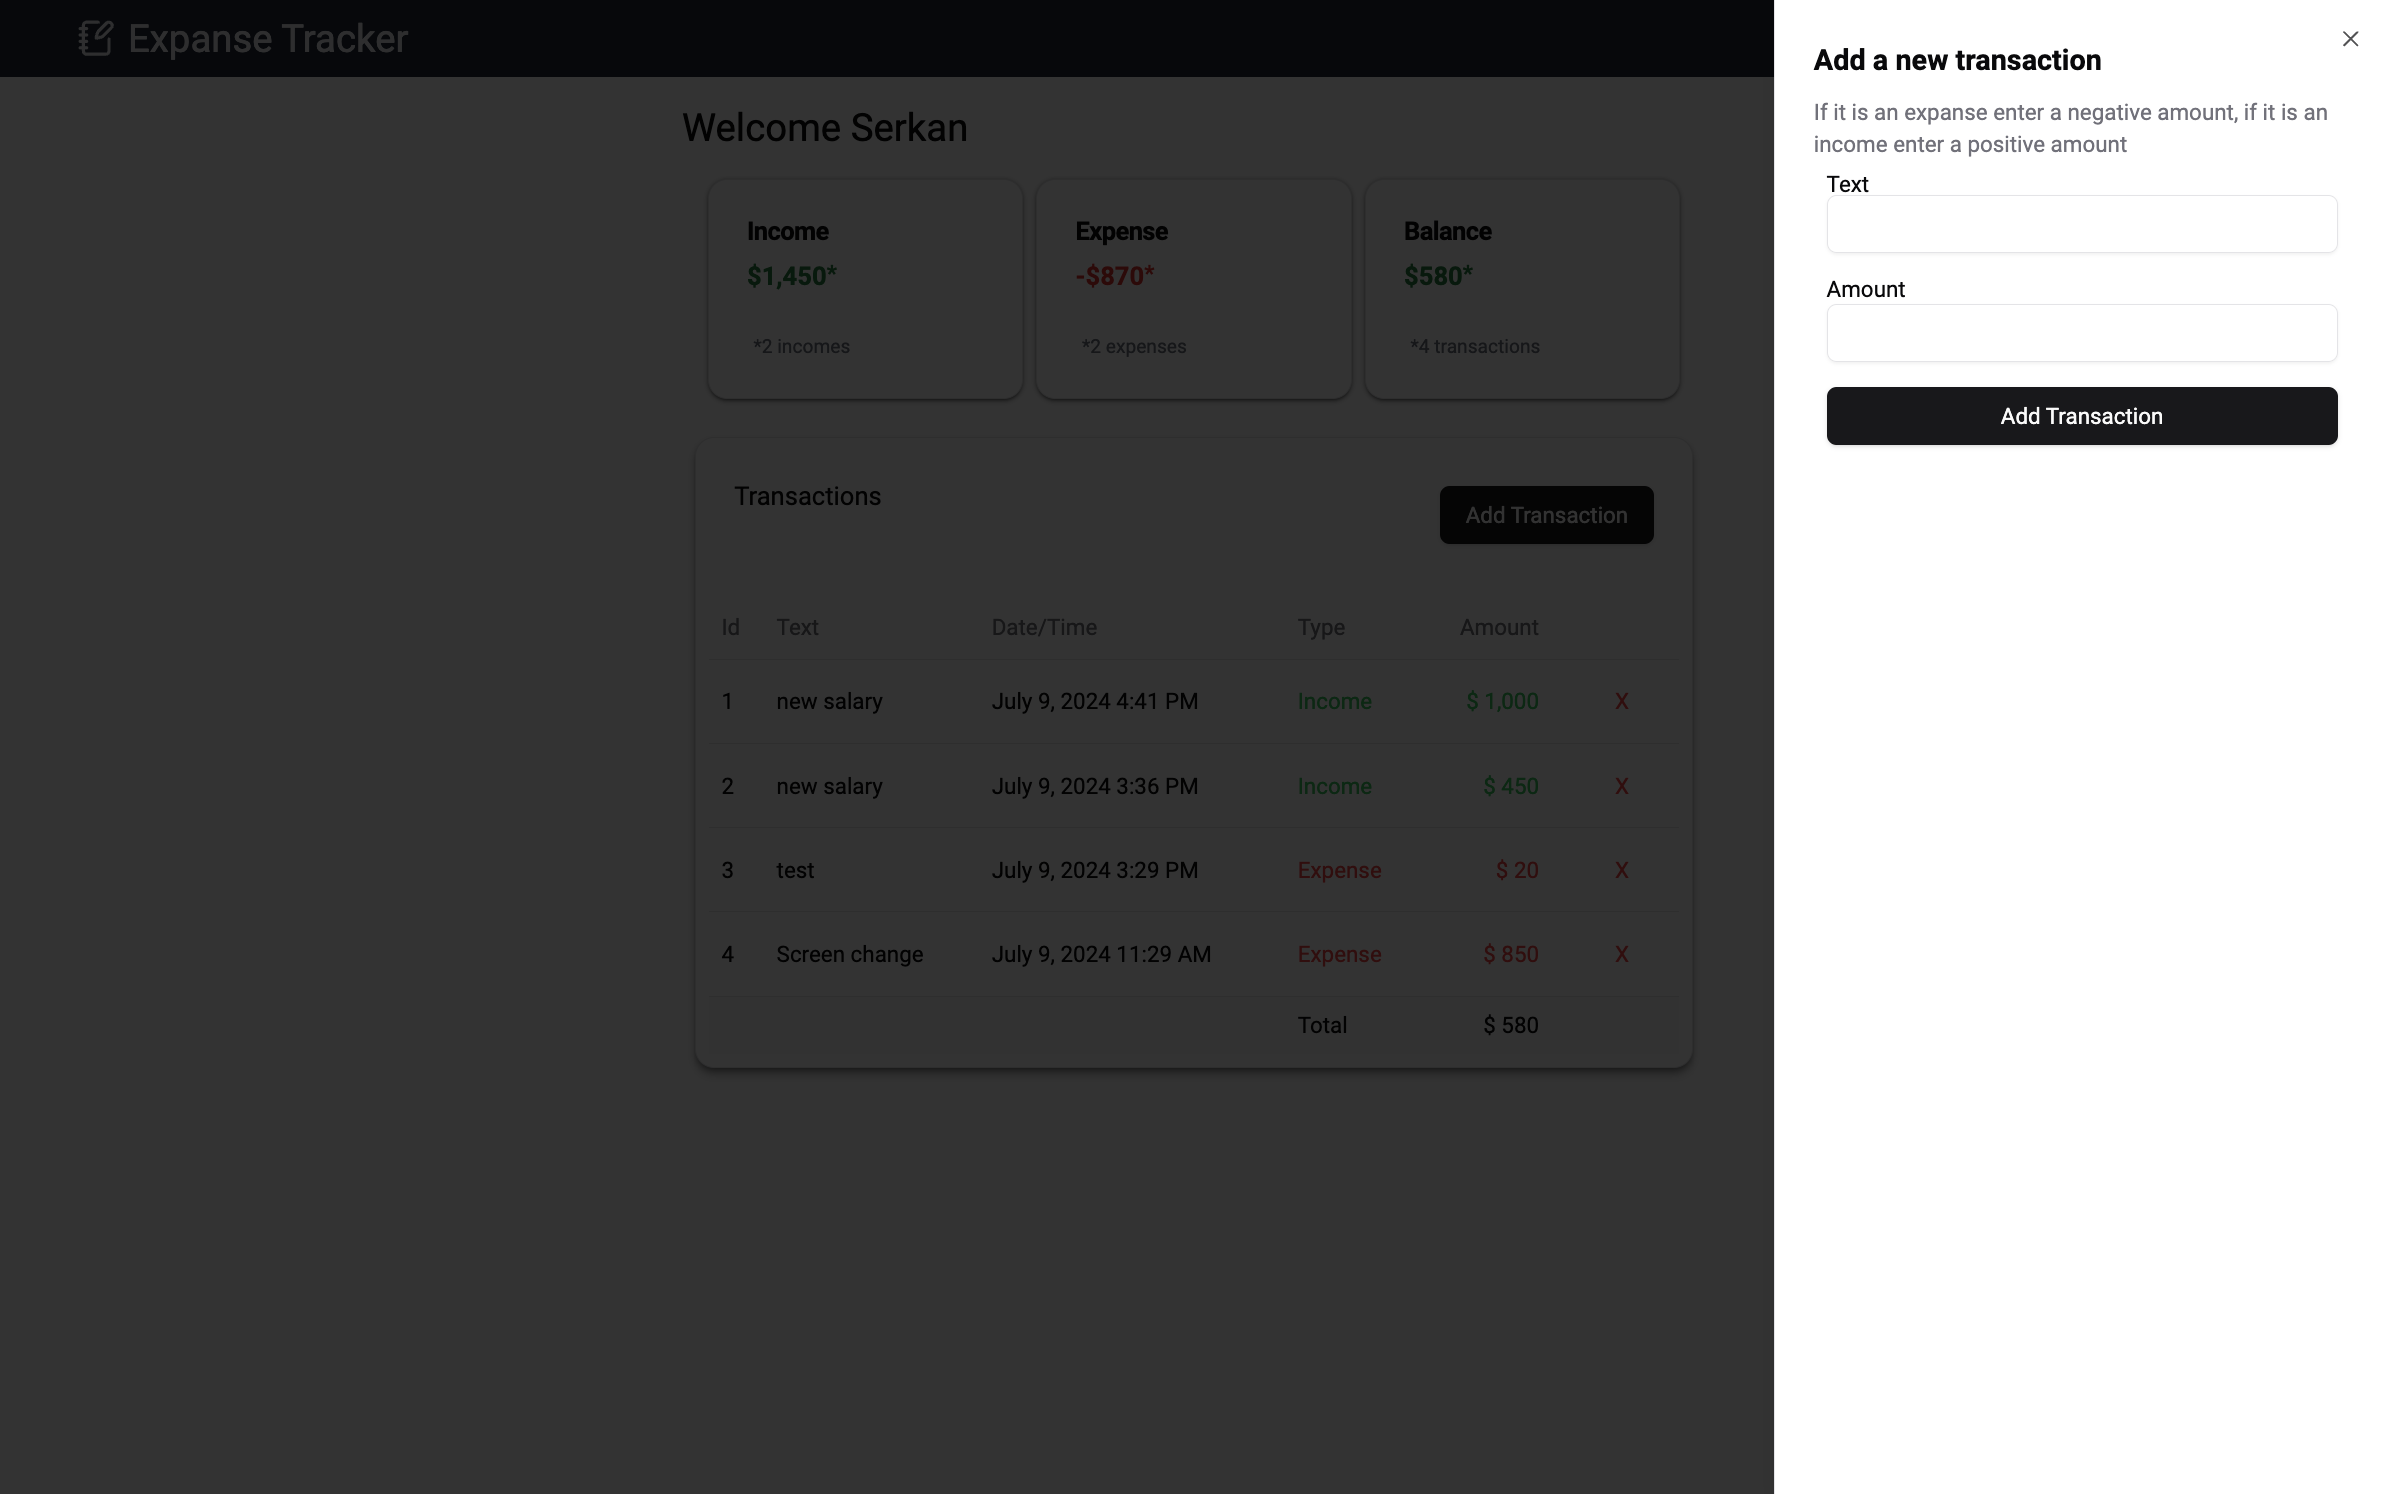 Expanse Tracker
Welcome Serkan
Income
$1,450*
*2 incomes
Expense
-$870*
*2 expenses
Balance
$580*
*4 transactions
Transactions
Add Transaction
Id Text Date/Time Type Amount
1 new salary July 9, 2024 4:41 PM Income $ 1,000 X
2 new salary July 9, 2024 3:36 PM Income $ 450 X
3 test July 9, 2024 3:29 PM Expense $ 20 X
4 Screen change July 9, 2024 11:29 AM Expense $ 850 X
Total $ 580
Add a new transaction
If it is an expanse enter a negative amount, if it is an
income enter a positive amount
Text
Amount
Add Transaction